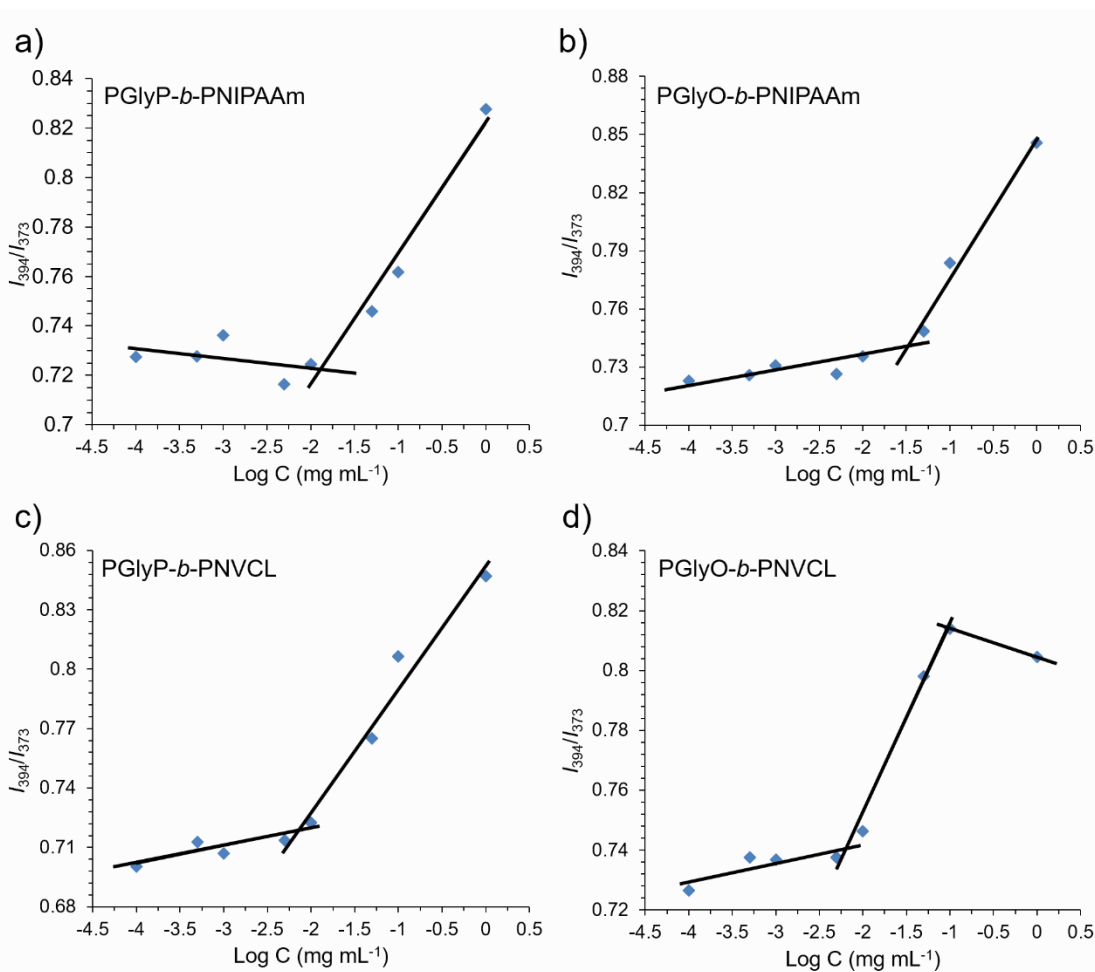 a)
PGlyP-b-PNIPAAm
0.84
0.82
0.8
0.78
0.76
0.74
0.72
0.7
I394/I373
-4.5 -4 -3.5 -3 -2.5 -2 -1.5 -1 -0.5 0 0.5
Log C (mg mL-1)
b)
PGlyO-b-PNIPAAm
0.88
0.85
0.82
0.79
0.76
0.73
0.7
I394/I373
-4.5 -4 -3.5 -3 -2.5 -2 -1.5 -1 -0.5 0 0.5
Log C (mg mL-1)
c)
PGlyP-b-PNVCL
0.86
0.83
0.8
0.77
0.74
0.71
0.68
I394/I373
-4.5 -4 -3.5 -3 -2.5 -2 -1.5 -1 -0.5 0 0.5
Log C (mg mL-1)
d)
PGlyO-b-PNVCL
0.84
0.82
0.8
0.78
0.76
0.74
0.72
I394/I373
-4.5 -4 -3.5 -3 -2.5 -2 -1.5 -1 -0.5 0 0.5
Log C (mg mL-1)